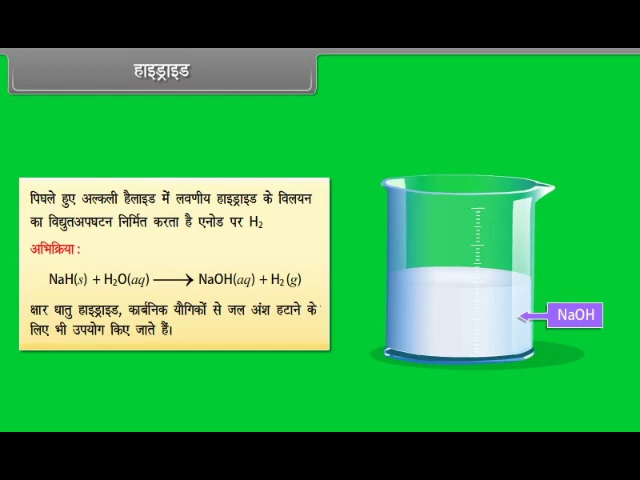 हाइड्राइड
पिघले हुए अल्कली हैलाइड में लवणीय हाइड्राइड के विलयन
का विद्युतअपघटन निर्मित करता है एनोड पर H₂
अभिक्रिया :
NaH(s) + H₂O(aq) ⟶ NaOH(aq) + H₂(g)
क्षार धातु हाइड्राइड, कार्बनिक यौगिकों से जल अंश हटाने के
लिए भी उपयोग किए जाते हैं।
NaOH